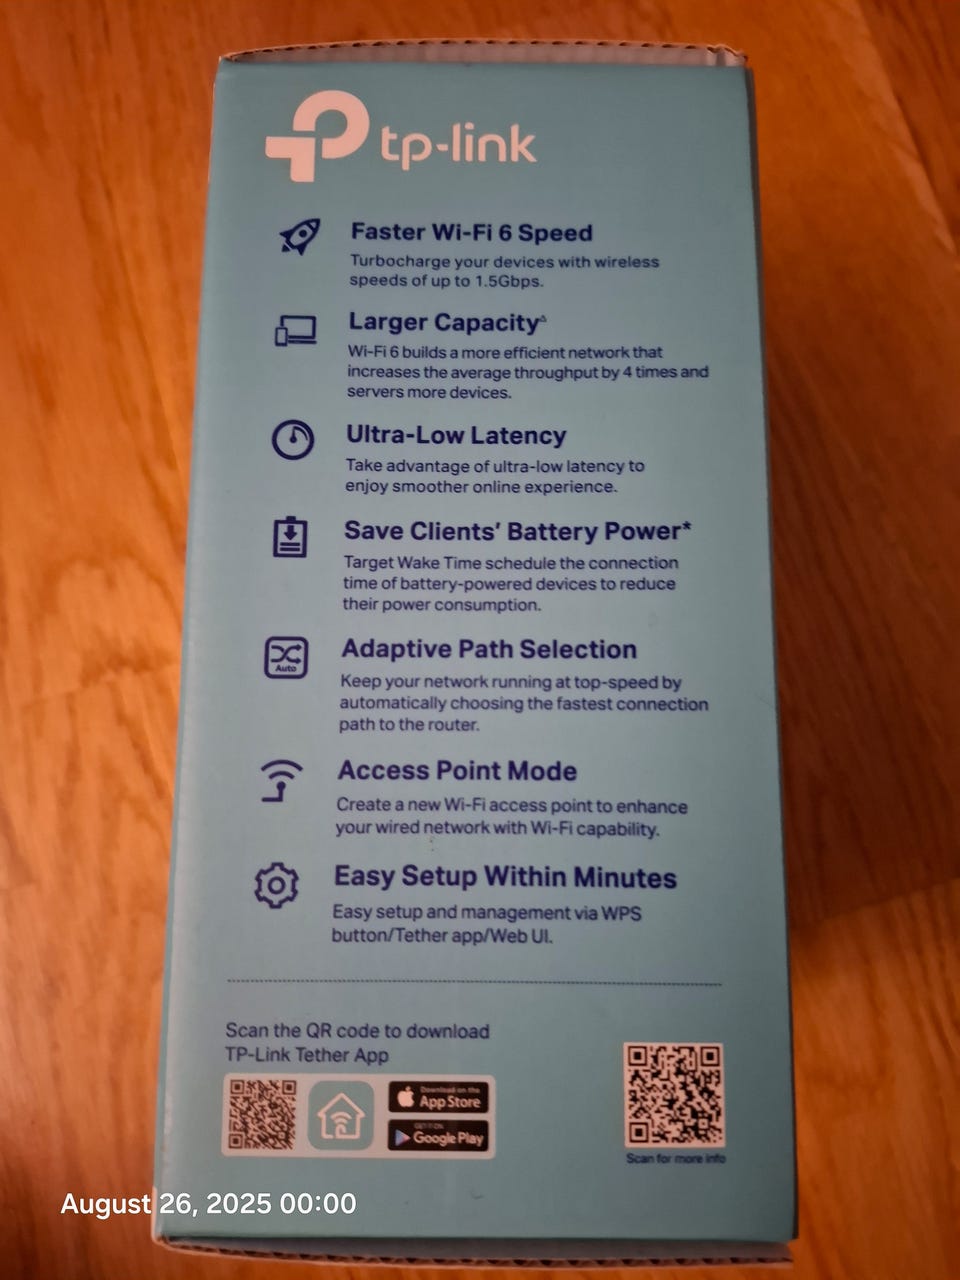 tp-link
Faster Wi-Fi 6 Speed
Turbocharge your devices with wireless
speeds of up to 1.5Gbps.
Larger Capacity△
Wi-Fi 6 builds a more efficient network that
increases the average throughput by 4 times and
servers more devices.
Ultra-Low Latency
Take advantage of ultra-low latency to
enjoy smoother online experience.
Save Clients' Battery Power*
Target Wake Time schedule the connection
time of battery-powered devices to reduce
their power consumption.
Auto
Adaptive Path Selection
Keep your network running at top-speed by
automatically choosing the fastest connection
path to the router.
Access Point Mode
Create a new Wi-Fi access point to enhance
your wired network with Wi-Fi capability.
Easy Setup Within Minutes
Easy setup and management via WPS
button/Tether app/Web UI.
Scan the QR code to download
TP-Link Tether App
Download on the
App Store
GET IT ON
Google Play
Scan for more info
August 26, 2025 00:00